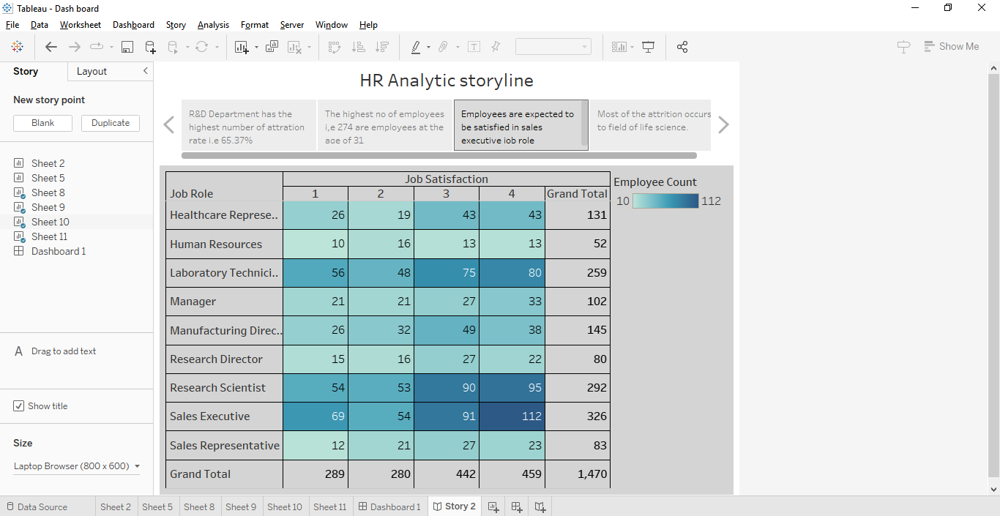 Tableau - Dash board
File Data Worksheet Dashboard Story Analysis Format Server Window Help
Show Me
Story Layout
New story point
Blank Duplicate
Sheet 2
Sheet 5
Sheet 8
Sheet 9
Sheet 10
Sheet 11
Dashboard 1
A Drag to add text
Show title
Size
Laptop Browser (800 x 600)
HR Analytic storyline
R&D Department has the
highest number of attration
rate i.e 65.37%
The highest no of employees
i,e 274 are employees at the
age of 31
Employees are expected to
be satisfied in sales
executive job role
Most of the attrition occurs
to field of life science.
Job Satisfaction
Job Role 1 2 3 4 Grand Total
Healthcare Represe.. 26 19 43 43 131
Human Resources 10 16 13 13 52
Laboratory Technici.. 56 48 75 80 259
Manager 21 21 27 33 102
Manufacturing Direc.. 26 32 49 38 145
Research Director 15 16 27 22 80
Research Scientist 54 53 90 95 292
Sales Executive 69 54 91 112 326
Sales Representative 12 21 27 23 83
Grand Total 289 280 442 459 1,470
Employee Count
10 112
Data Source Sheet 2 Sheet 5 Sheet 8 Sheet 9 Sheet 10 Sheet 11 Dashboard 1 Story 2